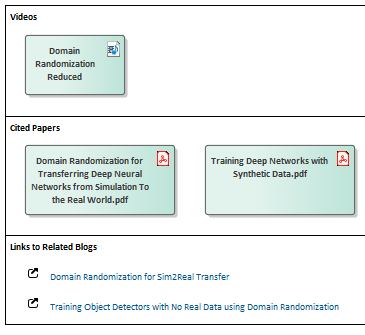 Videos
Domain
Randomization
Reduced
Cited Papers
Domain Randomization for
Transferring Deep Neural
Networks from Simulation To
the Real World.pdf
Training Deep Networks with
Synthetic Data.pdf
Links to Related Blogs
Domain Randomization for Sim2Real Transfer
Training Object Detectors with No Real Data using Domain Randomization